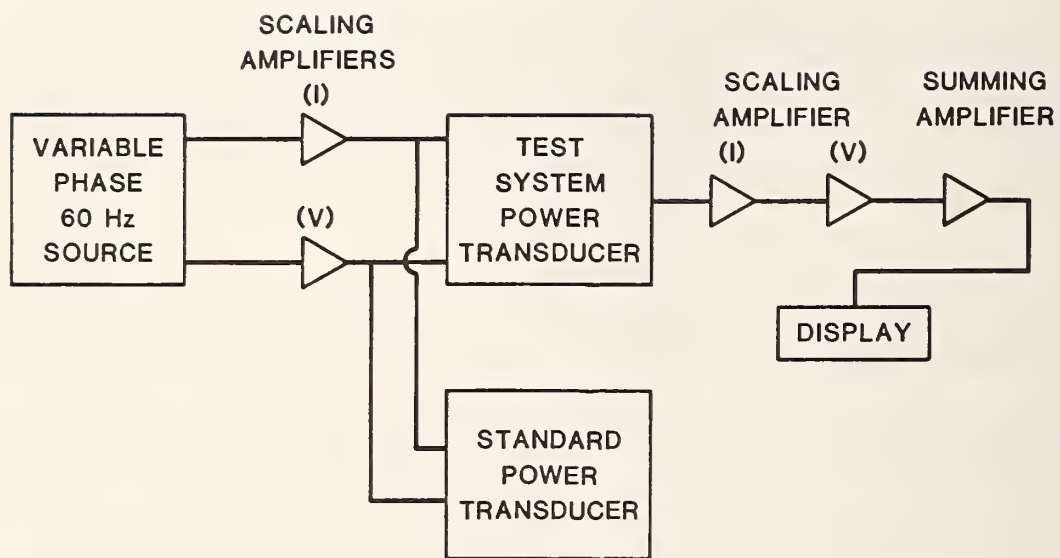 SCALING
AMPLIFIERS
(I)
VARIABLE
PHASE
60 Hz
SOURCE
(V)
TEST
SYSTEM
POWER
TRANSDUCER
SCALING
AMPLIFIER
(I)
(V)
SUMMING
AMPLIFIER
DISPLAY
STANDARD
POWER
TRANSDUCER